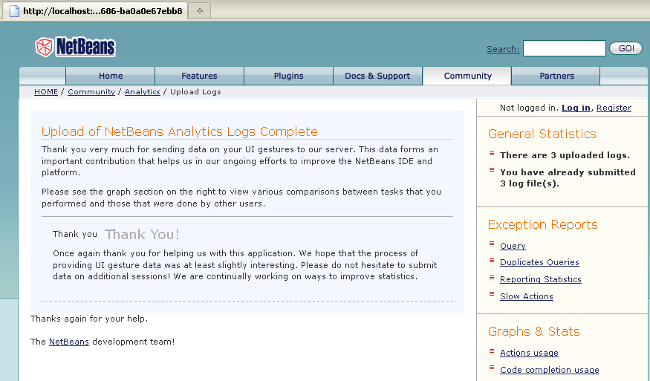 http://localhost:...686-ba0a0e67ebb8
NetBeans
Search: GO!
Home Features Plugins Docs & Support Community Partners
HOME / Community / Analytics / Upload Logs
Not logged in. Log in, Register
Upload of NetBeans Analytics Logs Complete
Thank you very much for sending data on your UI gestures to our server. This data forms an
important contribution that helps us in our ongoing efforts to improve the NetBeans IDE and
platform.
Please see the graph section on the right to view various comparisons between tasks that you
performed and those that were done by other users.
Thank you Thank You!
Once again thank you for helping us with this application. We hope that the process of
providing UI gesture data was at least slightly interesting. Please do not hesitate to submit
data on additional sessions! We are continually working on ways to improve statistics.
Thanks again for your help.
The NetBeans development team!
General Statistics
There are 3 uploaded logs.
You have already submitted
3 log file(s).
Exception Reports
Query
Duplicates Queries
Reporting Statistics
Slow Actions
Graphs & Stats
Actions usage
Code completion usage